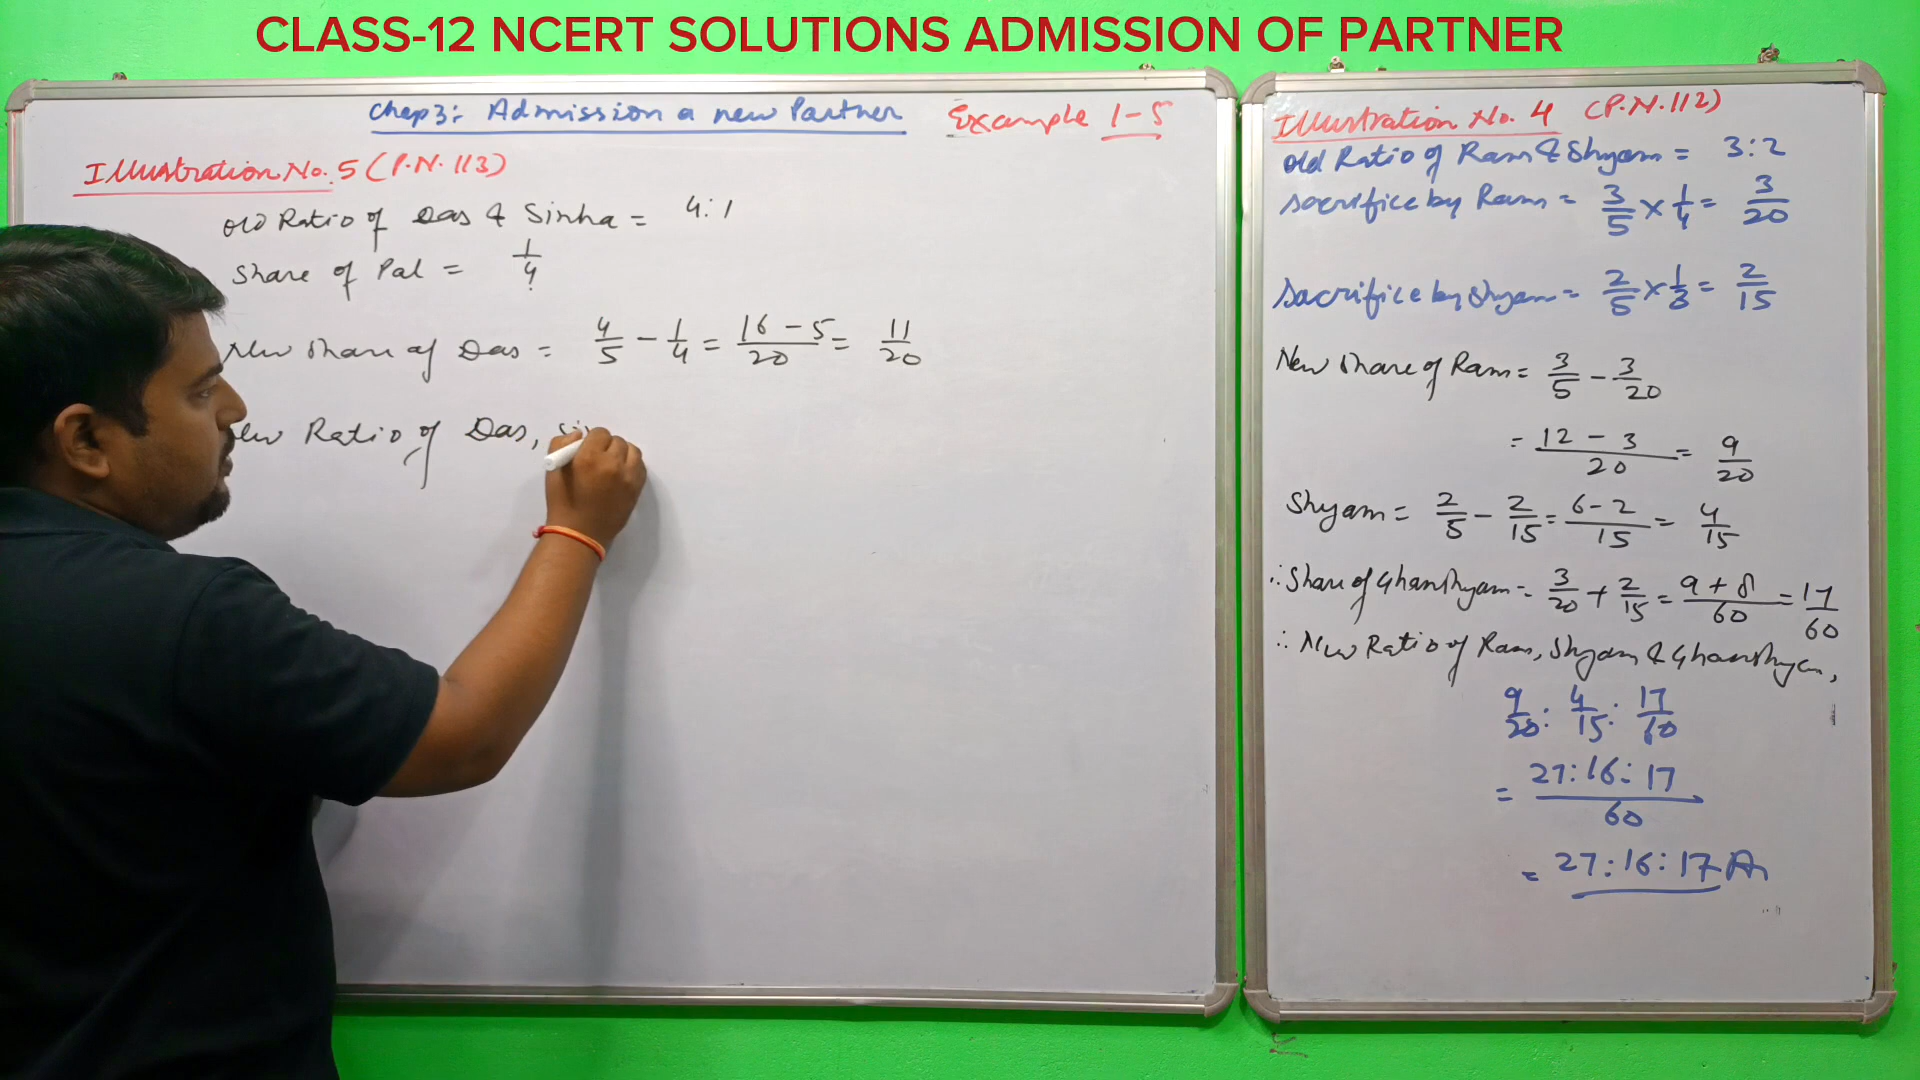 CLASS-12 NCERT SOLUTIONS ADMISSION OF PARTNER
Chap 3: Admission a new Partner Example 1-5
Illustration No. 5 (P.N. 113)
Old Ratio of Das & Sinha = 4:1
Share of Pal = 1/4
New Share of Das = 4/5 - 1/4 = 16 - 5/20 = 11/20
Ratio of Das,
Illustration No. 4 (P.N. 112)
Old Ratio of Ram & Shyam = 3:2
Sacrifice by Ram = 3/5 × 1/4 = 3/20
Sacrifice by Shyam = 2/5 × 1/3 = 2/15
New Share of Ram = 3/5 - 3/20
= 12 - 3/20 = 9/20
Shyam = 2/5 - 2/15 = 6-2/15 = 4/15
∴ Share of Ghanshyam = 3/20 + 2/15 = 9 + 8/60 = 17/60
∴ New Ratio of Ram, Shyam & Ghanshyam,
9/20 : 4/15 : 17/60
= 27:16:17/60
= 27:16:17